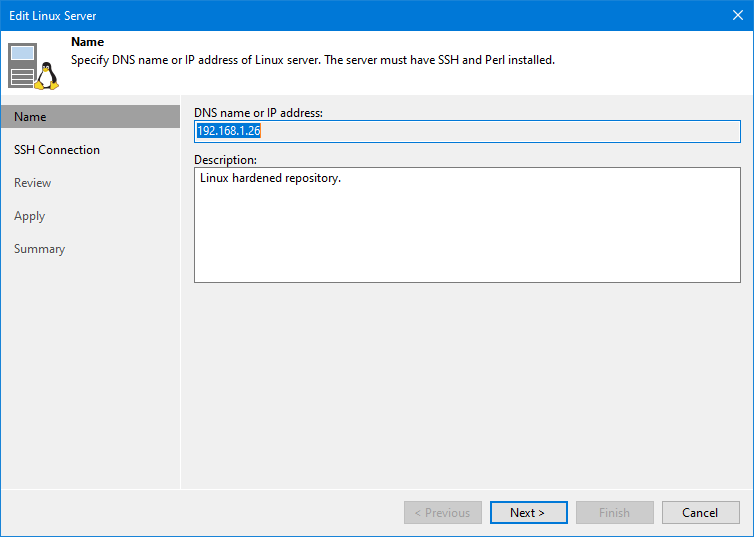 Edit Linux Server
Name
Specify DNS name or IP address of Linux server. The server must have SSH and Perl installed.
Name
SSH Connection
Review
Apply
Summary
DNS name or IP address:
192.168.1.26
Description:
Linux hardened repository.
< Previous
Next >
Finish
Cancel